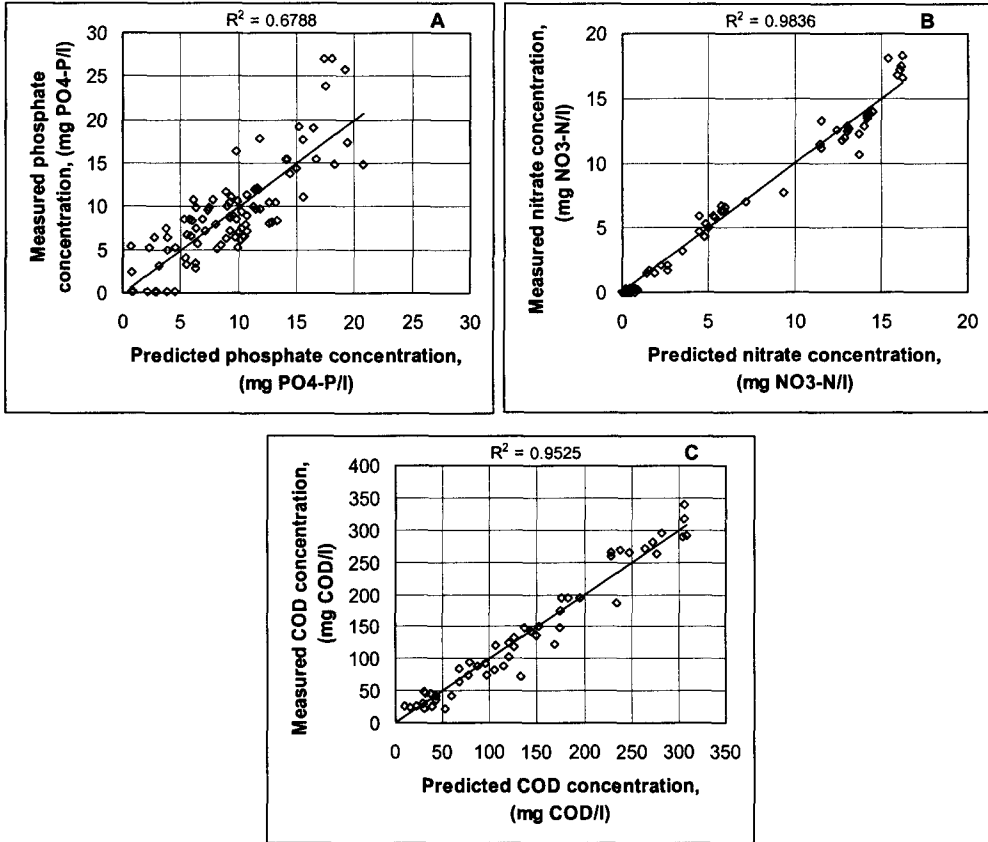 R² = 0.6788
A
Measured phosphate
concentration, (mg PO4-P/l)
30
25
20
15
10
5
0
0 5 10 15 20 25 30
Predicted phosphate concentration,
(mg PO4-P/l)
R² = 0.9836
B
Measured nitrate concentration,
(mg NO3-N/l)
20
15
10
5
0
0 5 10 15 20
Predicted nitrate concentration,
(mg NO3-N/l)
R² = 0.9525
C
Measured COD concentration,
(mg COD/l)
400
350
300
250
200
150
100
50
0
0 50 100 150 200 250 300 350
Predicted COD concentration,
(mg COD/l)